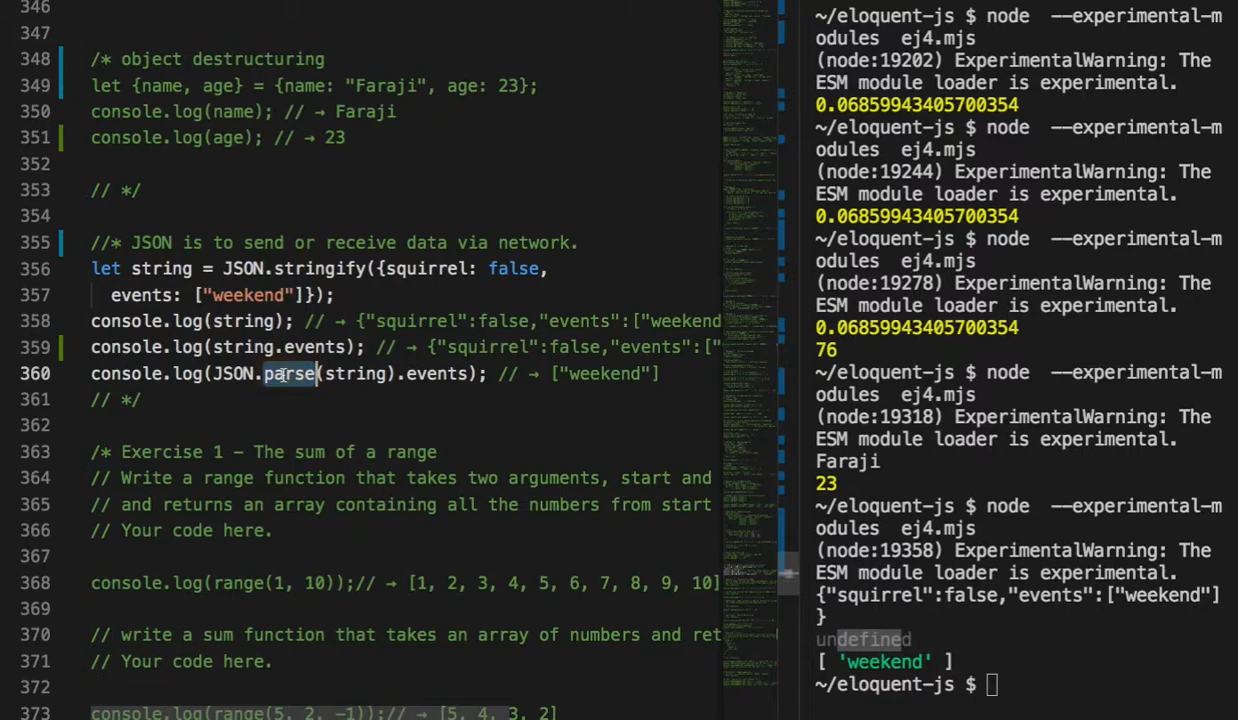 346
347
348 /* object destructuring
349 let {name, age} = {name: "Faraji", age: 23};
350 console.log(name); // → Faraji
351 console.log(age); // → 23
352
353 // */
354
355 //* JSON is to send or receive data via network.
356 let string = JSON.stringify({squirrel: false,
357 events: ["weekend"]});
358 console.log(string); // → {"squirrel":false,"events":["weekend
359 console.log(string.events); // → {"squirrel":false,"events":["
360 console.log(JSON.parse(string).events); // → ["weekend"]
361 // */
362
363 /* Exercise 1 – The sum of a range
364 // Write a range function that takes two arguments, start and
365 // and returns an array containing all the numbers from start
366 // Your code here.
367
368 console.log(range(1, 10));// → [1, 2, 3, 4, 5, 6, 7, 8, 9, 10]
369
370 // write a sum function that takes an array of numbers and ret
371 // Your code here.
372
373 console.log(range(5, 2, -1));// → [5, 4, 3, 2]
~/eloquent-js $ node --experimental-m
odules ej4.mjs
(node:19202) ExperimentalWarning: The
ESM module loader is experimental.
0.06859943405700354
~/eloquent-js $ node --experimental-m
odules ej4.mjs
(node:19244) ExperimentalWarning: The
ESM module loader is experimental.
0.06859943405700354
~/eloquent-js $ node --experimental-m
odules ej4.mjs
(node:19278) ExperimentalWarning: The
ESM module loader is experimental.
0.06859943405700354
76
~/eloquent-js $ node --experimental-m
odules ej4.mjs
(node:19318) ExperimentalWarning: The
ESM module loader is experimental.
Faraji
23
~/eloquent-js $ node --experimental-m
odules ej4.mjs
(node:19358) ExperimentalWarning: The
ESM module loader is experimental.
{"squirrel":false,"events":["weekend"]
}
undefined
[ 'weekend' ]
~/eloquent-js $